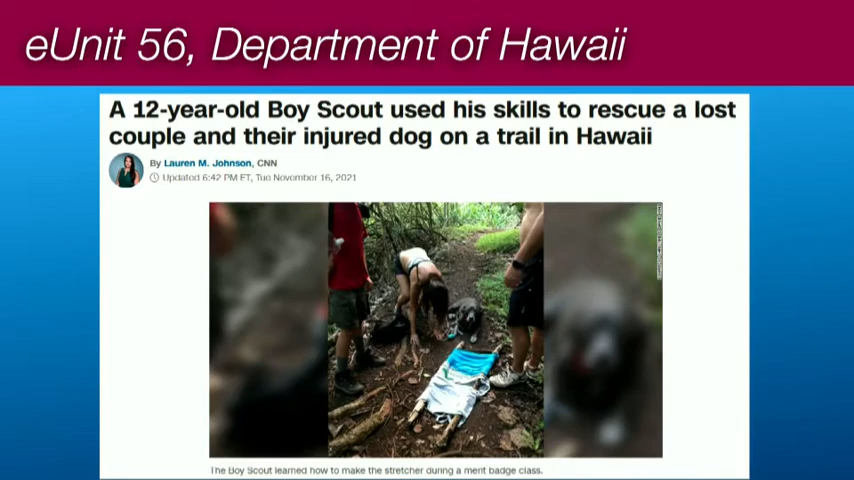 eUnit 56, Department of Hawaii
A 12-year-old Boy Scout used his skills to rescue a lost
couple and their injured dog on a trail in Hawaii
By Lauren M. Johnson, CNN
Updated 6:42 PM ET, Tue November 16, 2021
The Boy Scout learned how to make the stretcher during a merit badge class.